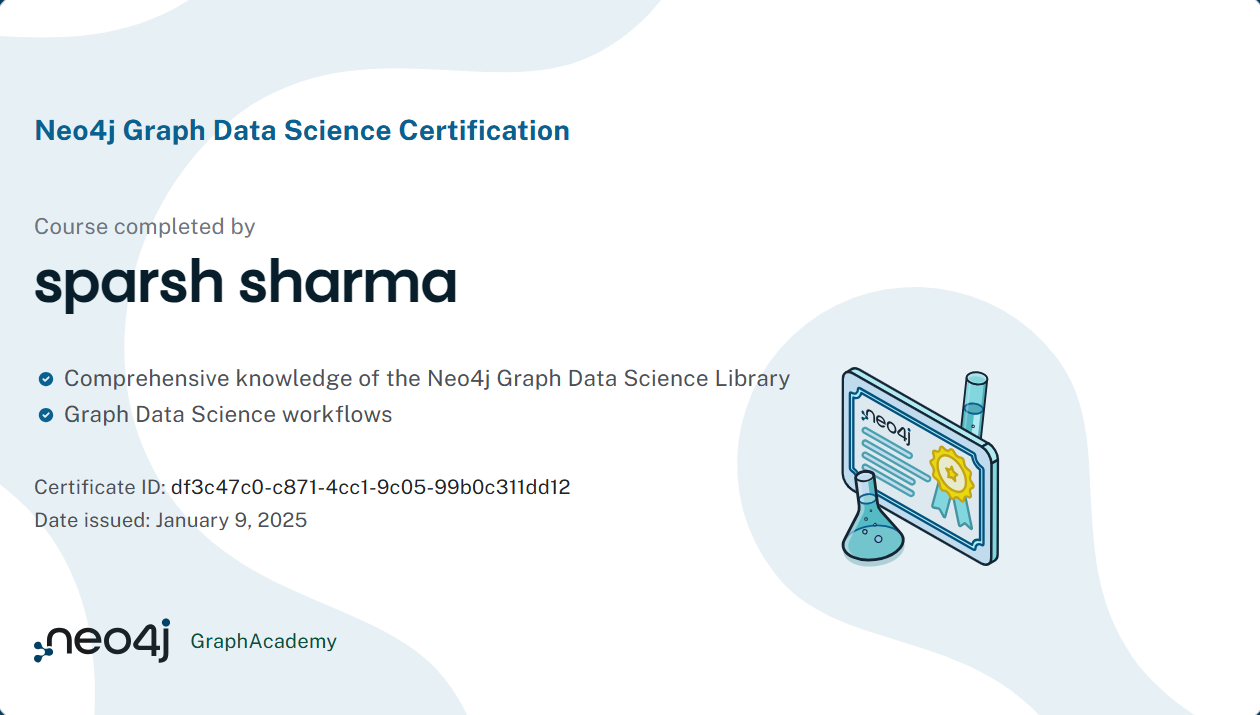 Neo4j Graph Data Science Certification
Course completed by
sparsh sharma
Comprehensive knowledge of the Neo4j Graph Data Science Library
Graph Data Science workflows
neo4j
Certificate ID: df3c47c0-c871-4cc1-9c05-99b0c311dd12
Date issued: January 9, 2025
neo4j GraphAcademy